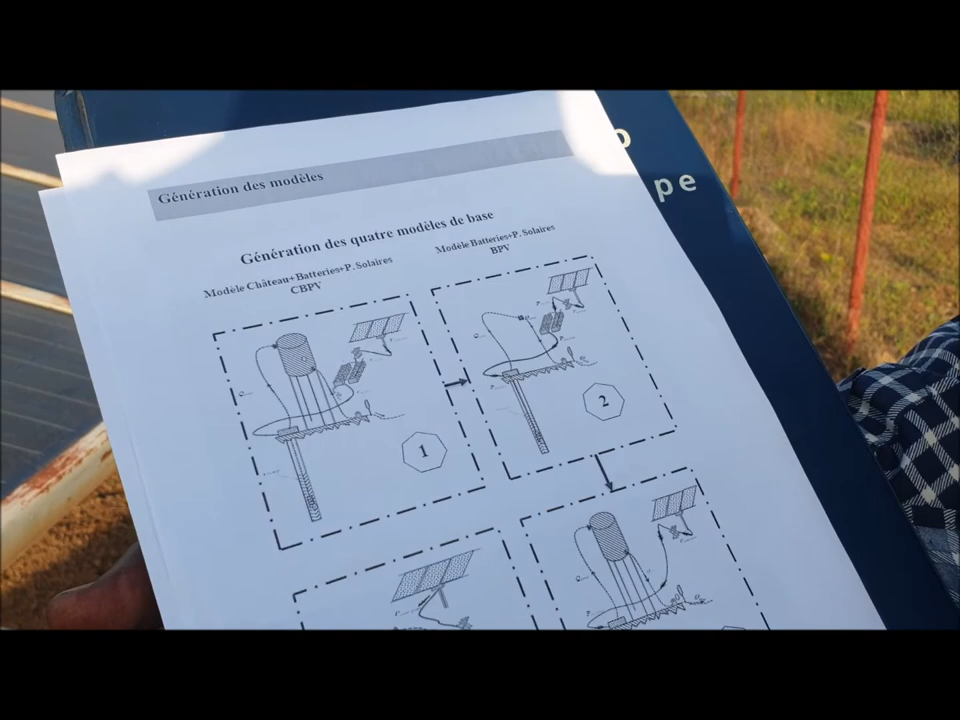 Génération des modèles
Génération des quatre modèles de base
Modèle Château+Batteries+P. Solaires
CBPV
Modèle Batteries+P. Solaires
BPV
1
2
pe